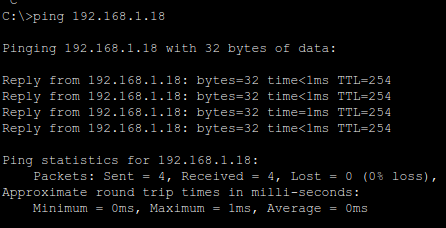 ^C
C:\>ping 192.168.1.18
Pinging 192.168.1.18 with 32 bytes of data:
Reply from 192.168.1.18: bytes=32 time<1ms TTL=254
Reply from 192.168.1.18: bytes=32 time<1ms TTL=254
Reply from 192.168.1.18: bytes=32 time=1ms TTL=254
Reply from 192.168.1.18: bytes=32 time<1ms TTL=254
Ping statistics for 192.168.1.18:
Packets: Sent = 4, Received = 4, Lost = 0 (0% loss),
Approximate round trip times in milli-seconds:
Minimum = 0ms, Maximum = 1ms, Average = 0ms